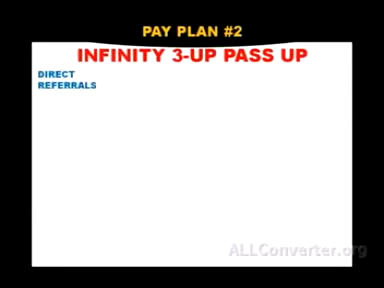 PAY PLAN #2
INFINITY 3-UP PASS UP
DIRECT
REFERRALS
ALLConverter.org